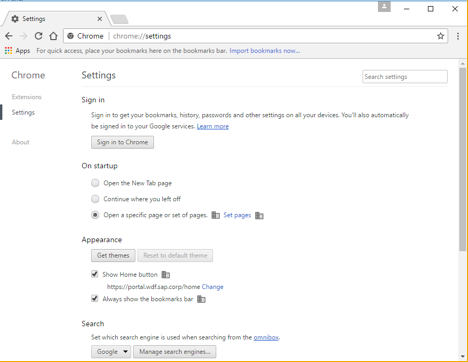 Settings
Chrome chrome://settings
Apps For quick access, place your bookmarks here on the bookmarks bar. Import bookmarks now...
Chrome
Settings
Search settings
Extensions
Settings
About
Sign in
Sign in to get your bookmarks, history, passwords and other settings on all your devices. You'll also automatically
be signed in to your Google services. Learn more
Sign in to Chrome
On startup
Open the New Tab page
Continue where you left off
Open a specific page or set of pages. Set pages
Appearance
Get themes Reset to default theme
Show Home button
https://portal.wdf.sap.corp/home Change
Always show the bookmarks bar
Search
Set which search engine is used when searching from the omnibox.
Google Manage search engines...